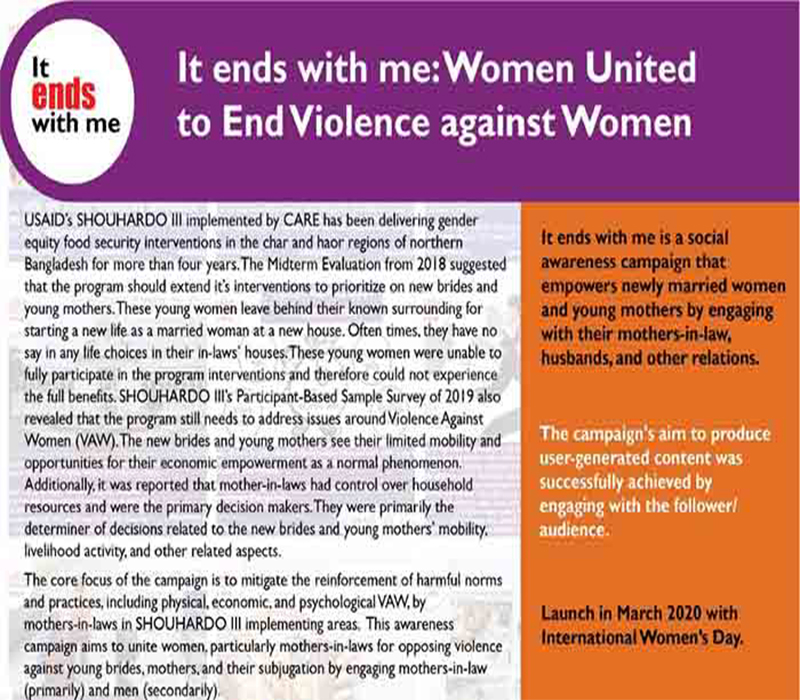 It
ends
with me
It ends with me: Women United
to End Violence against Women
USAID's SHOUHARDO III implemented by CARE has been delivering gender
equity food security interventions in the char and haor regions of northern
Bangladesh for more than four years. The Midterm Evaluation from 2018 suggested
that the program should extend it's interventions to prioritize on new brides and
young mothers. These young women leave behind their known surrounding for
starting a new life as a married woman at a new house. Often times, they have no
say in any life choices in their in-laws' houses. These young women were unable to
fully participate in the program interventions and therefore could not experience
the full benefits. SHOUHARDO III's Participant-Based Sample Survey of 2019 also
revealed that the program still needs to address issues around Violence Against
Women (VAW). The new brides and young mothers see their limited mobility and
opportunities for their economic empowerment as a normal phenomenon.
Additionally, it was reported that mother-in-laws had control over household
resources and were the primary decision makers. They were primarily the
determiner of decisions related to the new brides and young mothers' mobility,
livelihood activity, and other related aspects.
The core focus of the campaign is to mitigate the reinforcement of harmful norms
and practices, including physical, economic, and psychological VAW, by
mothers-in-laws in SHOUHARDO III implementing areas. This awareness
campaign aims to unite women, particularly mothers-in-laws for opposing violence
against young brides, mothers, and their subjugation by engaging mothers-in-law
(primarily) and men (secondarily)
It ends with me is a social
awareness campaign that
empowers newly married women
and young mothers by engaging
with their mothers-in-law,
husbands, and other relations.
The campaign's aim to produce
user-generated content was
successfully achieved by
engaging with the follower/
audience.
Launch in March 2020 with
International Women's Day.